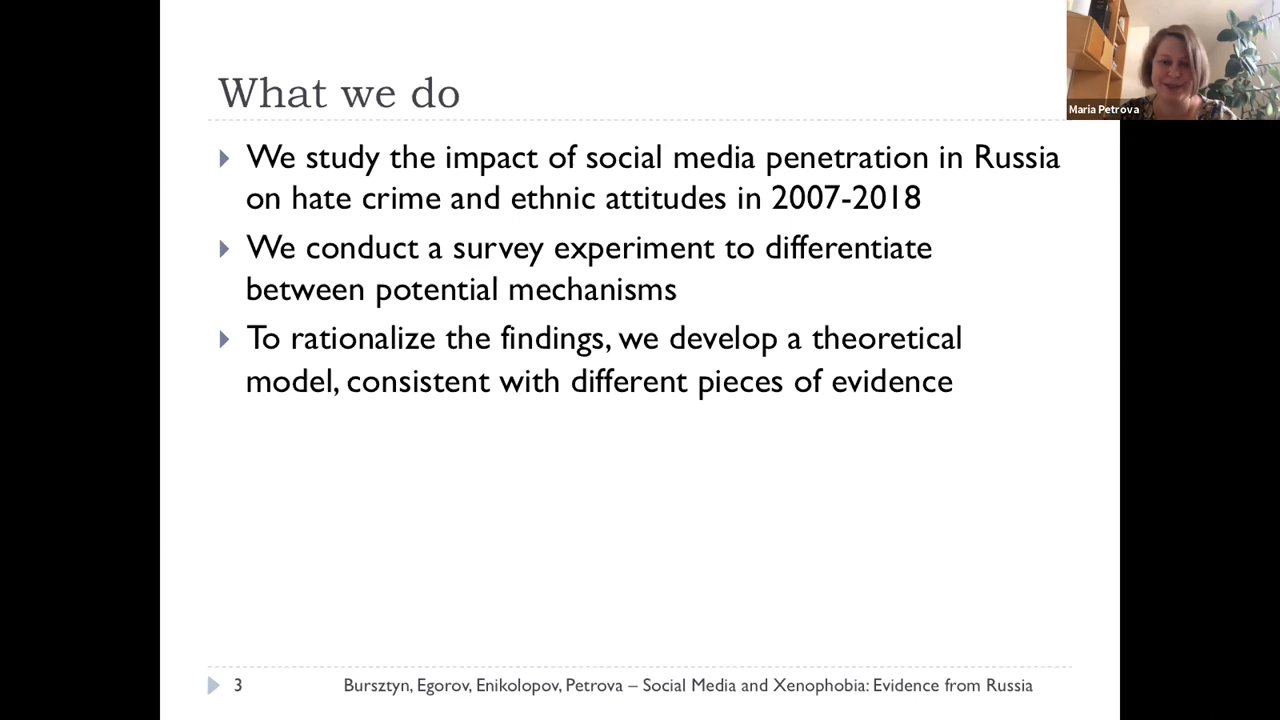 What we do
Maria Petrova
We study the impact of social media penetration in Russia
on hate crime and ethnic attitudes in 2007-2018
We conduct a survey experiment to differentiate
between potential mechanisms
To rationalize the findings, we develop a theoretical
model, consistent with different pieces of evidence
3
Bursztyn, Egorov, Enikolopov, Petrova – Social Media and Xenophobia: Evidence from Russia